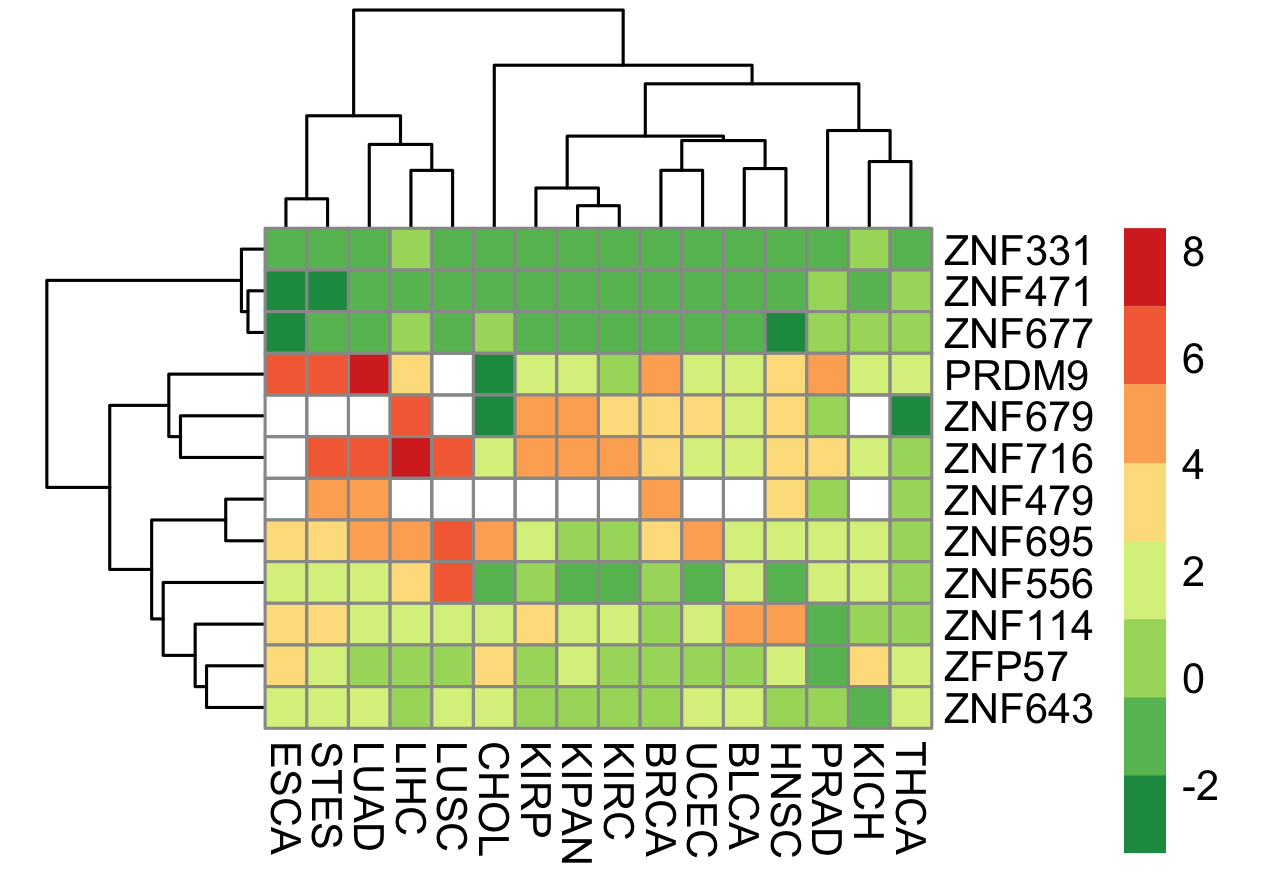 ZNF331
ZNF471
ZNF677
PRDM9
ZNF679
ZNF716
ZNF479
ZNF695
ZNF556
ZNF114
ZFP57
ZNF643
8
6
4
2
0
-2
ESCA
STES
LUAD
LIHC
LUSC
CHOL
KIRP
KIPAN
KIRC
BRCA
UCEC
BLCA
HNSC
PRAD
KICH
THCA